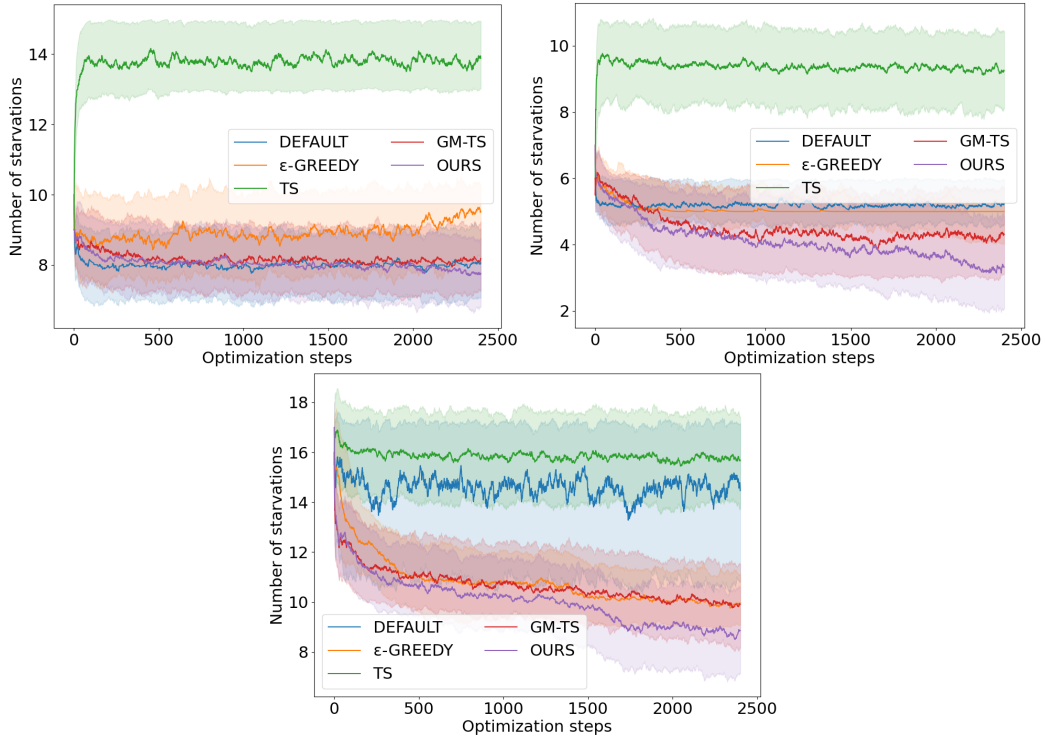 14
12
10
8
Number of starvations
DEFAULT
ε-GREEDY
TS
GM-TS
OURS
0 500 1000 1500 2000 2500
Optimization steps
10
8
6
4
2
Number of starvations
DEFAULT
ε-GREEDY
TS
GM-TS
OURS
0 500 1000 1500 2000 2500
Optimization steps
18
16
14
12
10
8
Number of starvations
DEFAULT
ε-GREEDY
TS
GM-TS
OURS
0 500 1000 1500 2000 2500
Optimization steps